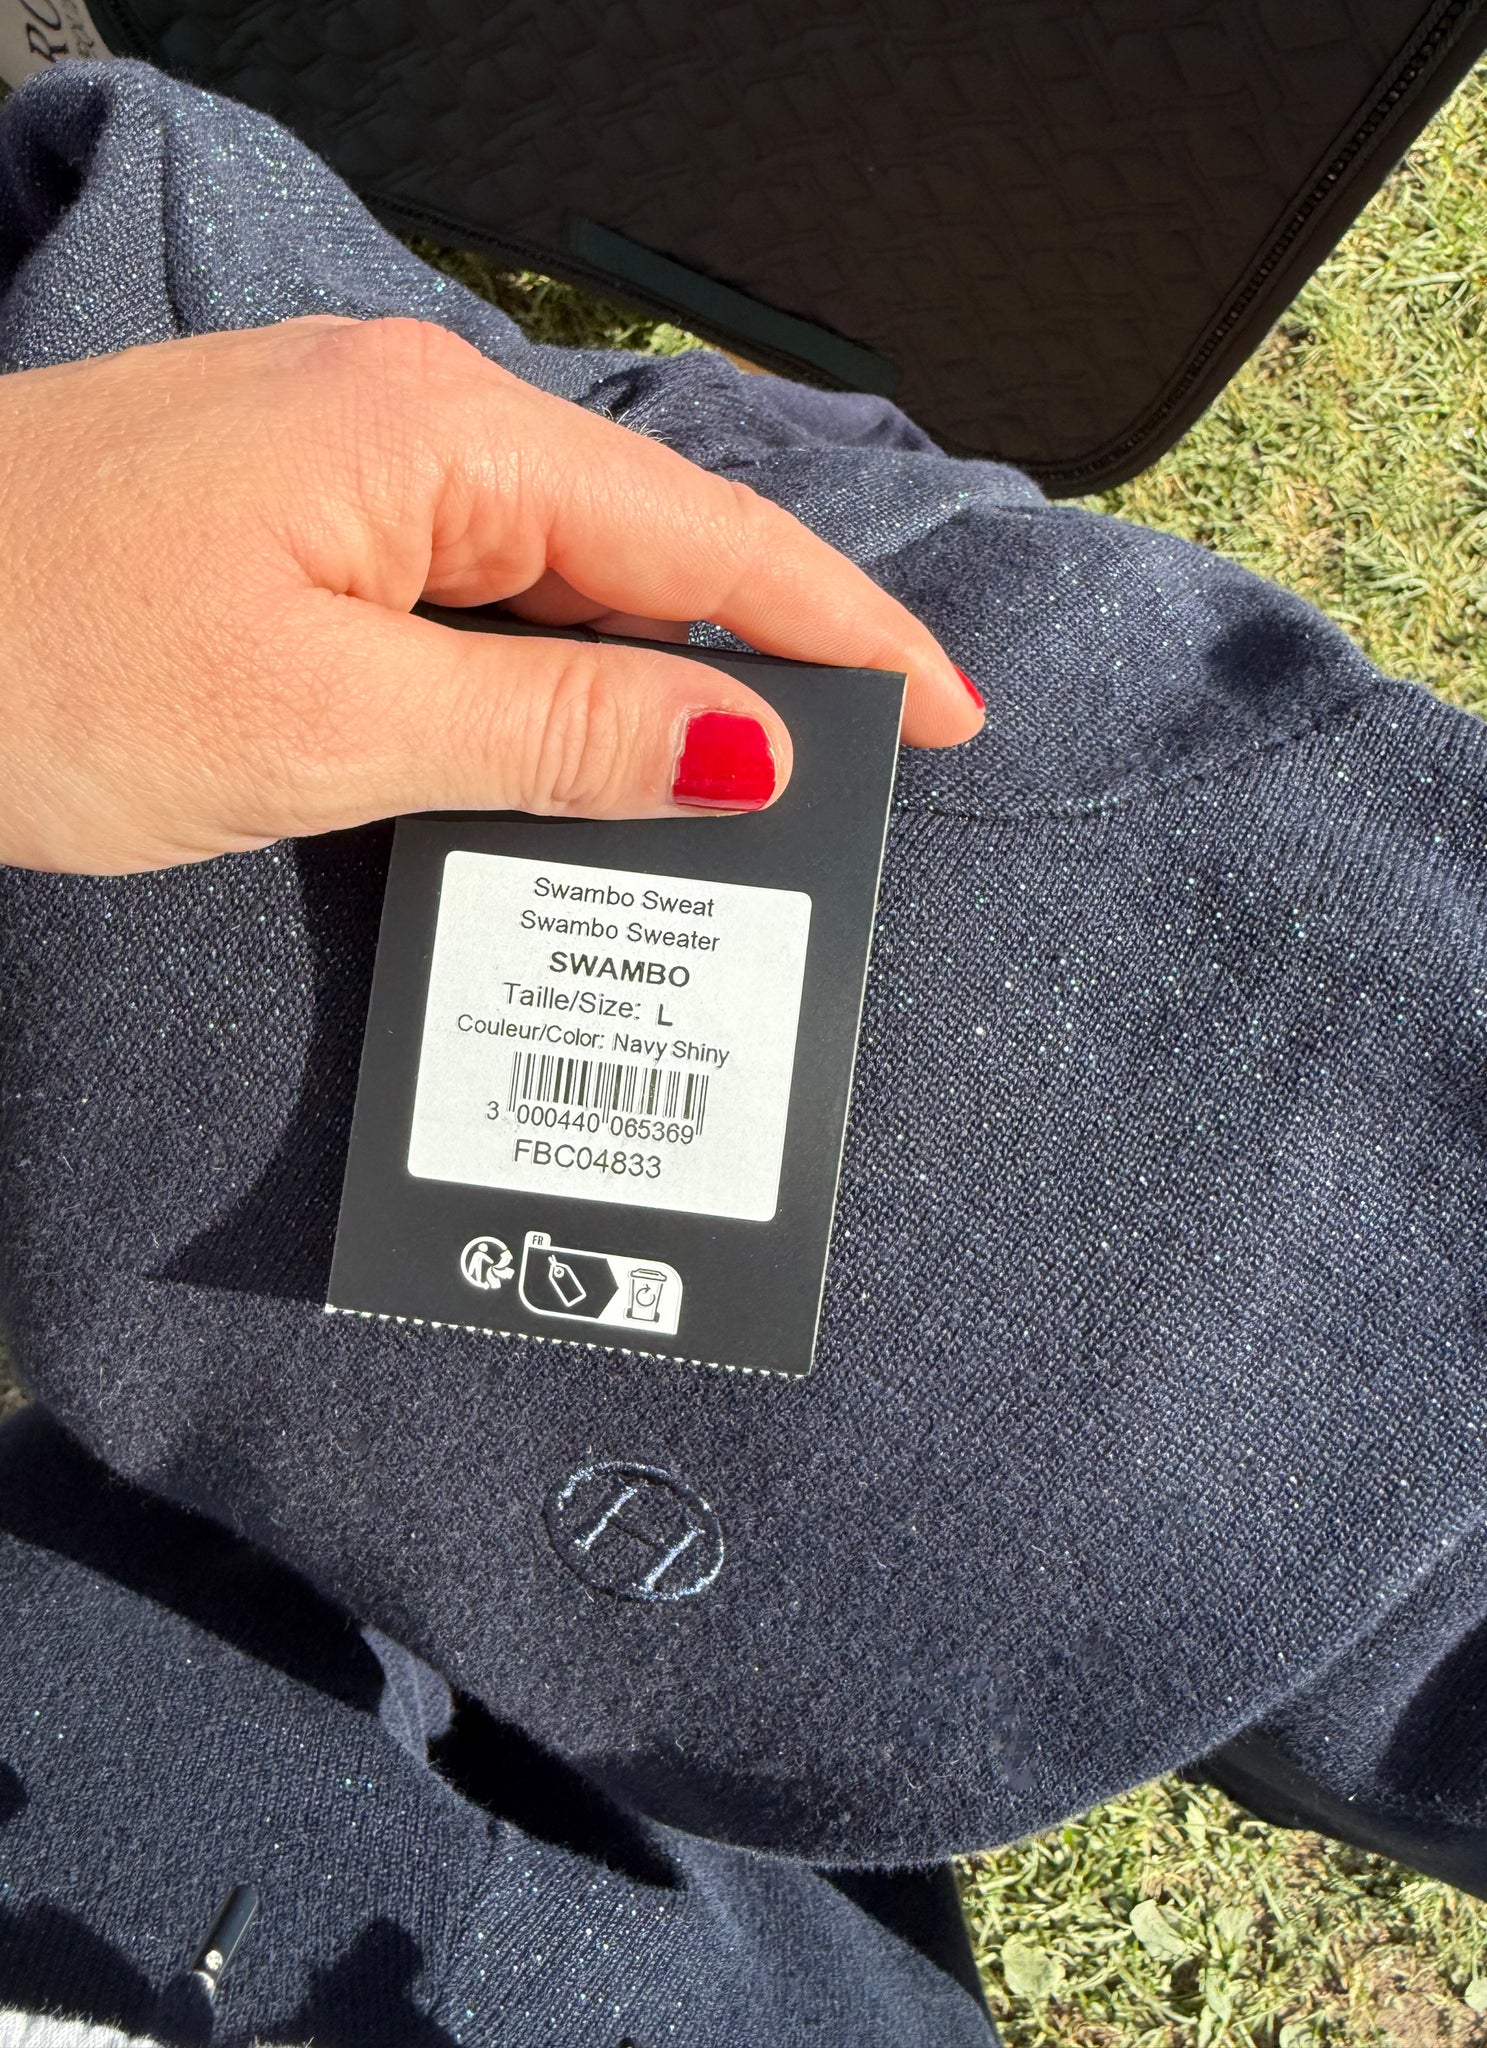 Swambo Sweat
Swambo Sweater
SWAMBO
Taille/Size: L
Couleur/Color: Navy Shiny
3 000440 065369
FBC04833
FR
H